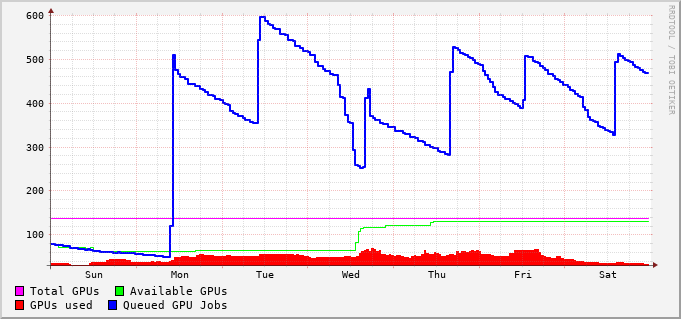 600
500
400
300
200
100
Sun Mon Tue Wed Thu Fri Sat
Total GPUs Available GPUs
GPUs used Queued GPU Jobs
RRDTOOL / TOBI OETIKER